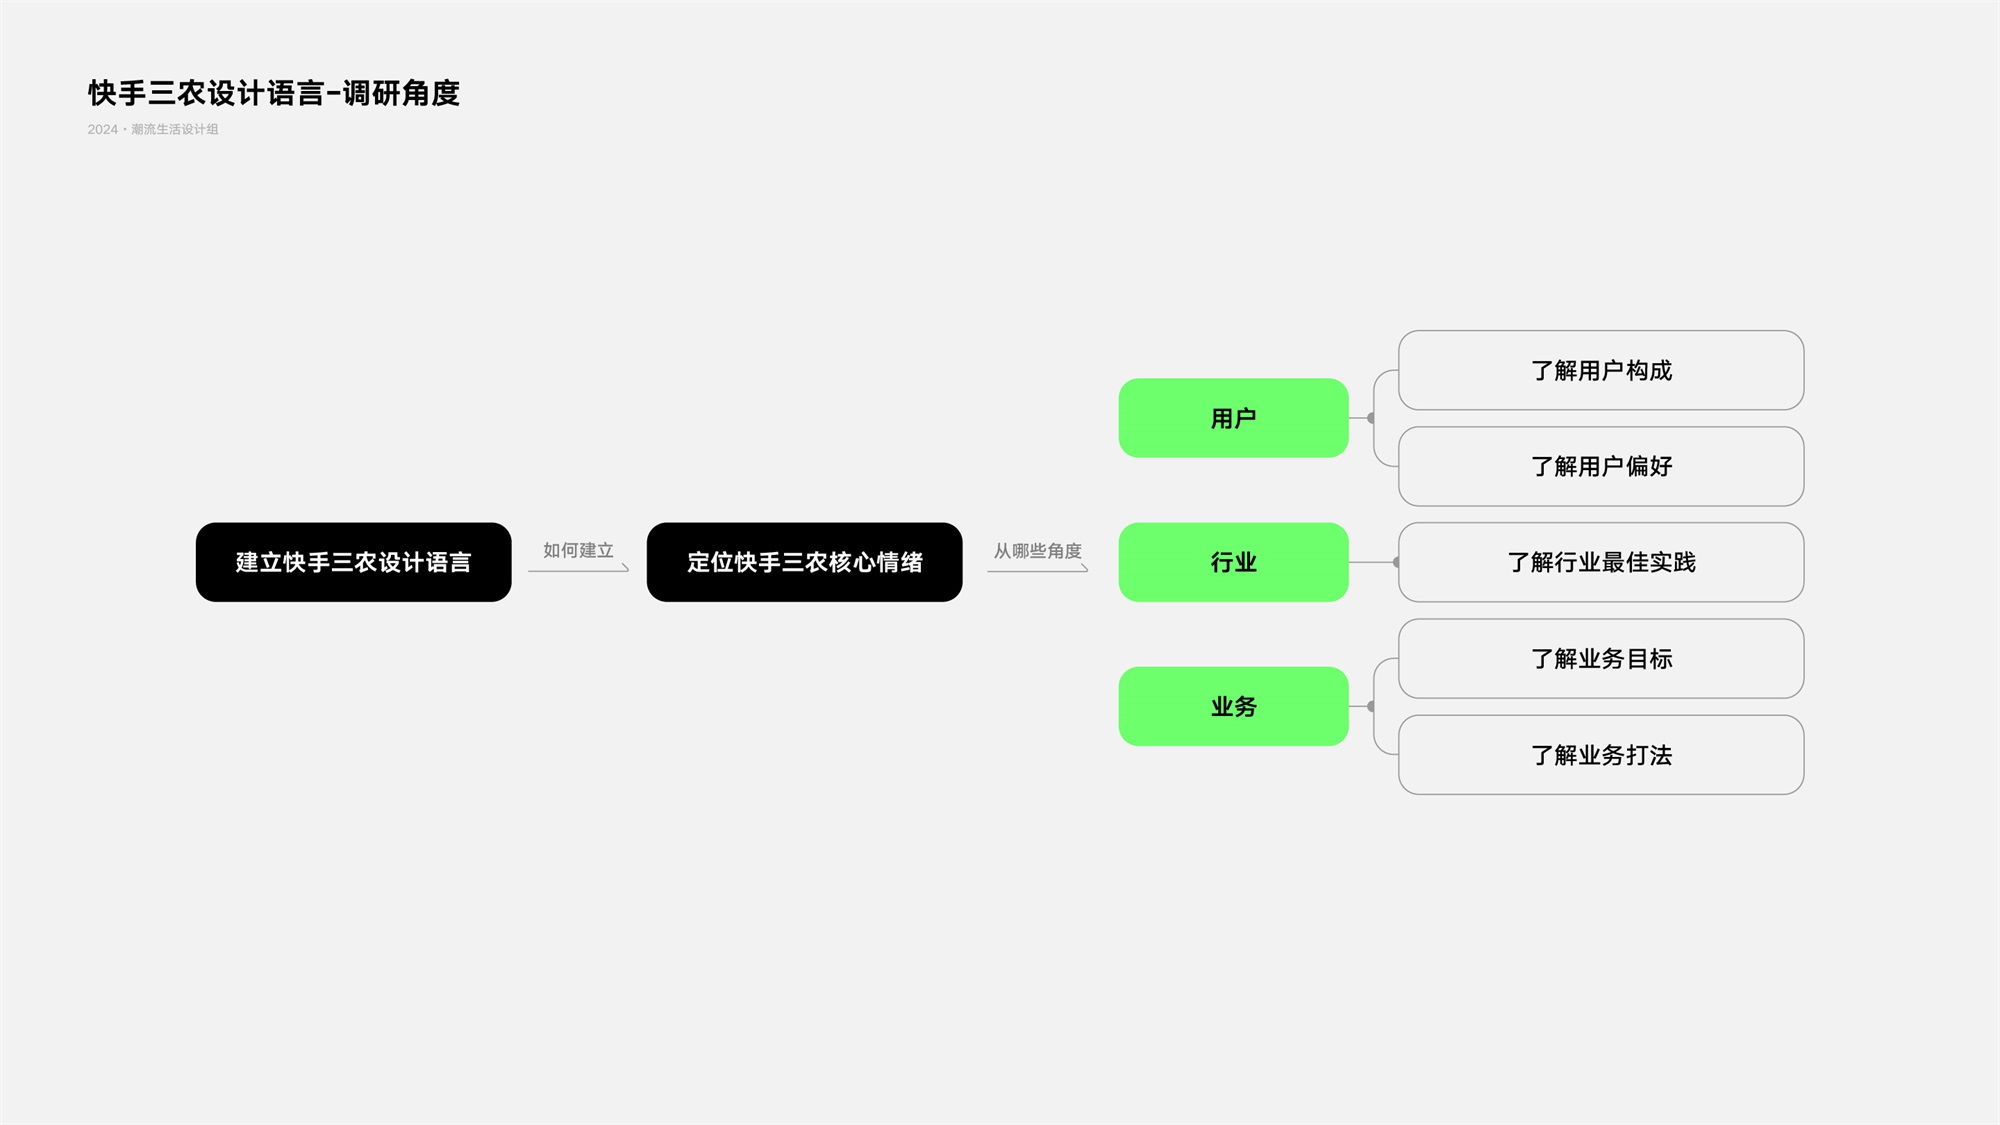 快手三农设计语言-调研角度
2024・潮流生活设计组
建立快手三农设计语言
如何建立
定位快手三农核心情绪
从哪些角度
用户
了解用户构成
了解用户偏好
行业
了解行业最佳实践
业务
了解业务目标
了解业务打法